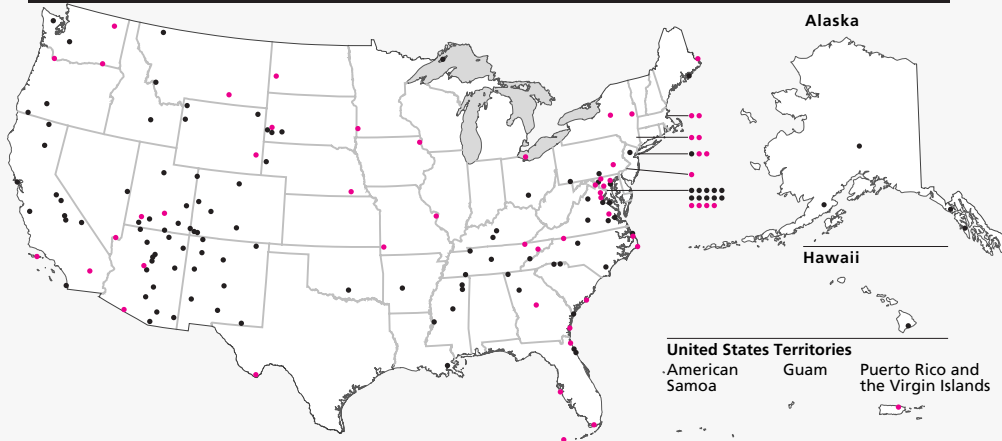 Alaska
Hawaii
United States Territories
American
Samoa
Guam
Puerto Rico and
the Virgin Islands